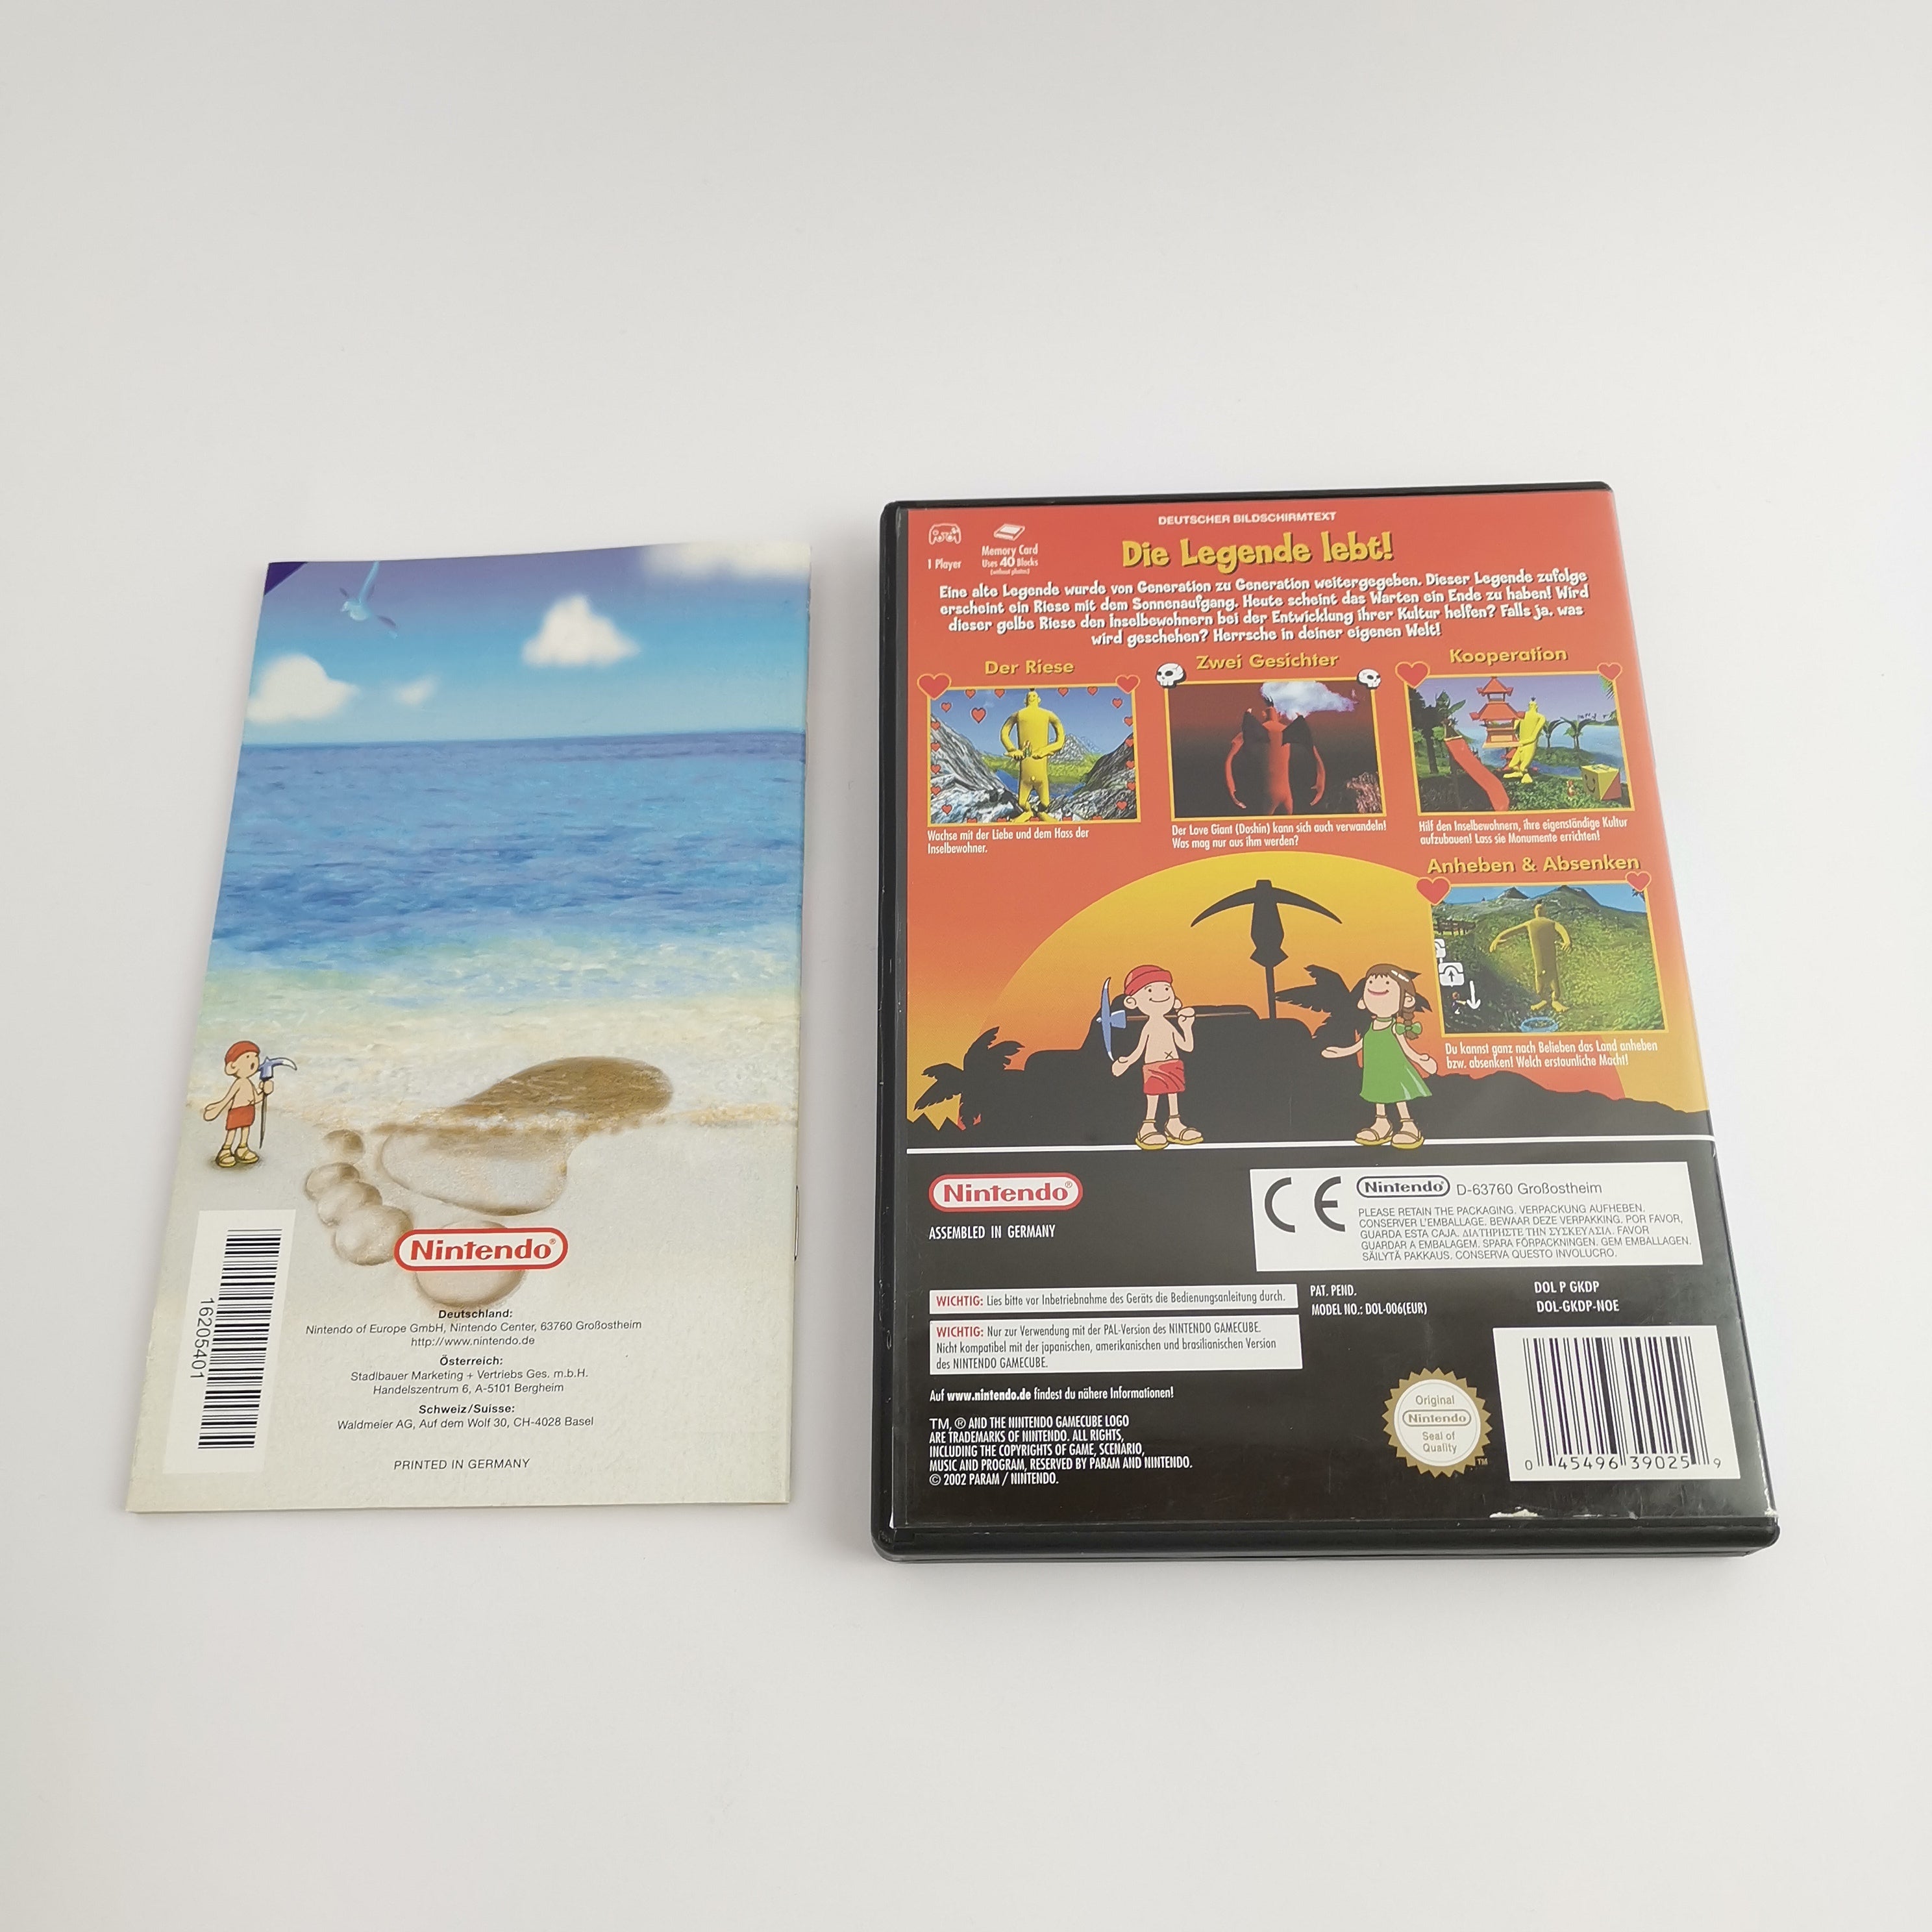 Nintendo®
16205401
Deutschland:
Nintendo of Europe GmbH, Nintendo Center, 63760 Großostheim
http://www.nintendo.de
Österreich:
Stadlbauer Marketing + Vertriebs Ges. m.b.H.
Handelszentrum 6, A-5101 Bergheim
Schweiz/Suisse:
Waldmeier AG, Auf dem Wolf 30, CH-4028 Basel
PRINTED IN GERMANY
DEUTSCHER BILDSCHIRMTEXT
1 Player
Memory Card
Uses 40 Blocks
(without photos)
Die Legende lebt!
Eine alte Legende wurde von Generation zu Generation weitergegeben. Dieser Legende zufolge
erscheint ein Riese mit dem Sonnenaufgang. Heute scheint das Warten ein Ende zu haben! Wird
dieser gelbe Riese den Inselbewohnern bei der Entwicklung ihrer Kultur helfen? Falls ja, was
wird geschehen? Herrsche in deiner eigenen Welt!
Der Riese
Wachse mit der Liebe und dem Hass der
Inselbewohner.
Zwei Gesichter
Der Love Giant (Doshin) kann sich auch verwandeln!
Was mag nur aus ihm werden?
Kooperation
Hilf den Inselbewohnern, ihre eigenständige Kultur
aufzubauen! Lass sie Monumente errichten!
Anheben & Absenken
Du kannst ganz nach Belieben das Land anheben
bzw. absenken! Welch erstaunliche Macht!
Nintendo®
ASSEMBLED IN GERMANY
CE
Nintendo® D-63760 Großostheim
PLEASE RETAIN THE PACKAGING. VERPACKUNG AUFHEBEN.
CONSERVER L'EMBALLAGE. BEWAAR DEZE VERPAKKING. POR FAVOR,
GUARDA ESTA CAJA. ΔΙΑΤΗΡΗΣΤΕ ΤΗΝ ΣΥΣΚΕΥΑΣΙΑ. FAVOR
GUARDAR A EMBALAGEM. SPARA FÖRPACKNINGEN. GEM EMBALLAGEN.
SÄILYTÄ PAKKAUS. CONSERVA QUESTO INVOLUCRO.
WICHTIG: Lies bitte vor Inbetriebnahme des Geräts die Bedienungsanleitung durch.
WICHTIG: Nur zur Verwendung mit der PAL-Version des NINTENDO GAMECUBE.
Nicht kompatibel mit der japanischen, amerikanischen und brasilianischen Version
des NINTENDO GAMECUBE.
PAT. PEND.
MODEL NO.: DOL-006(EUR)
DOL P GKDP
DOL-GKDP-NOE
Auf www.nintendo.de findest du nähere Informationen!
TM, ® AND THE NINTENDO GAMECUBE LOGO
ARE TRADEMARKS OF NINTENDO. ALL RIGHTS,
INCLUDING THE COPYRIGHTS OF GAME, SCENARIO,
MUSIC AND PROGRAM, RESERVED BY PARAM AND NINTENDO.
© 2002 PARAM / NINTENDO.
Original
Nintendo
Seal of
Quality
TM
0 45496 39025 9